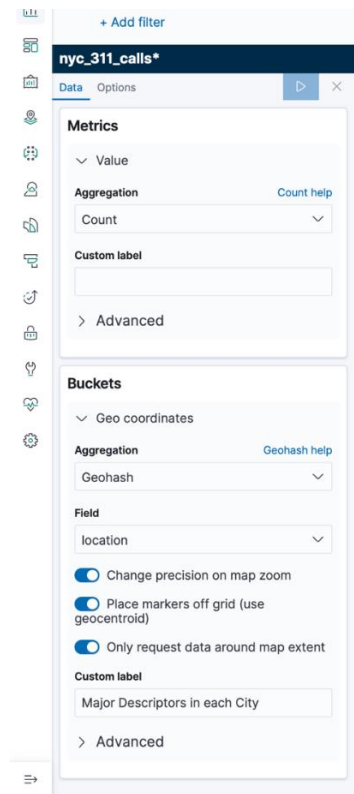 + Add filter
nyc_311_calls*
Data Options
Metrics
Value
Aggregation Count help
Count
Custom label
Advanced
Buckets
Geo coordinates
Aggregation Geohash help
Geohash
Field
location
Change precision on map zoom
Place markers off grid (use
geocentroid)
Only request data around map extent
Custom label
Major Descriptors in each City
Advanced